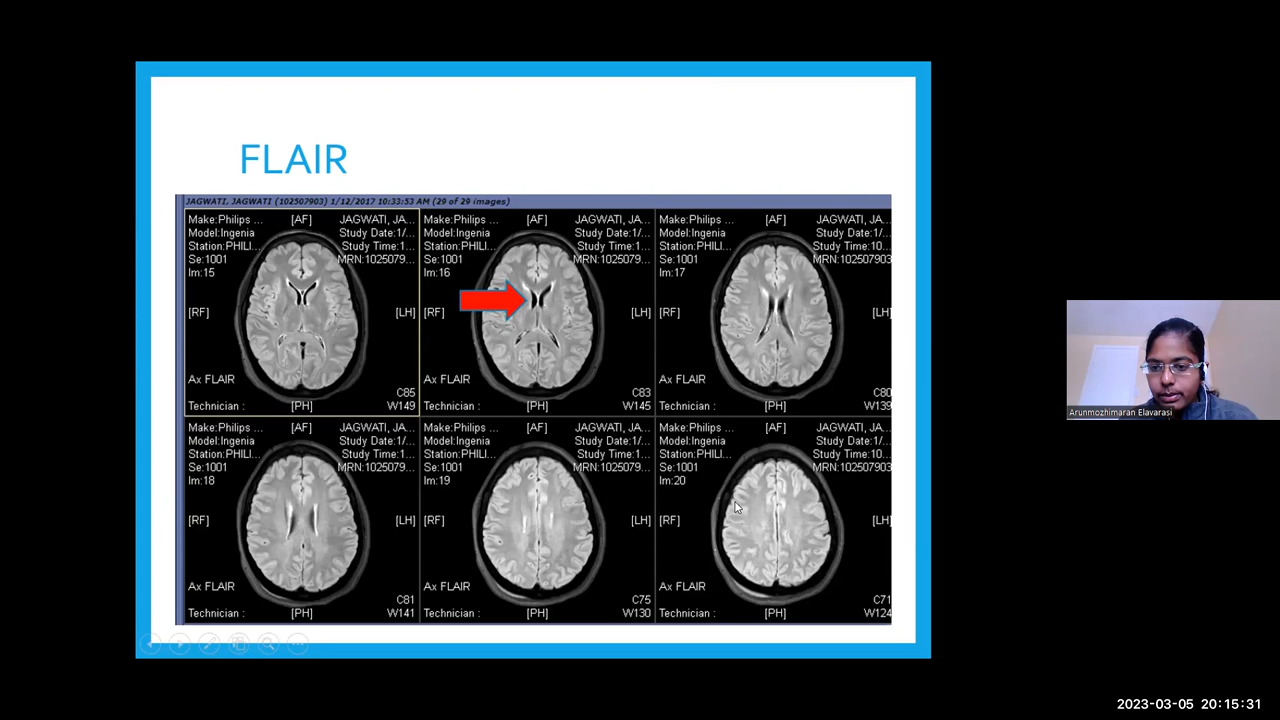 FLAIR
JAGWATI, JAGWATI (102507903) 1/12/2017 10:33:53 AM (29 of 29 images)
Make:Philips ... [AF] JAGWATI, JA...
Model:Ingenia Study Date:1/...
Station:PHILI... Study Time:1...
Se:1001 MRN:1025079...
Im:15
[RF] [LH]
Ax FLAIR
C85
Technician : [PH] W149
Make:Philips ... [AF] JAGWATI, JA...
Model:Ingenia Study Date:1/...
Station:PHILI... Study Time:1...
Se:1001 MRN:1025079...
Im:16
[RF] [LH]
Ax FLAIR
C83
Technician : [PH] W145
Make:Philips ... [AF] JAGWATI, JA...
Model:Ingenia Study Date:1/...
Station:PHILI... Study Time:10...
Se:1001 MRN:102507903
Im:17
[RF] [LH]
Ax FLAIR
C80
Technician : [PH] W139
Make:Philips ... [AF] JAGWATI, JA...
Model:Ingenia Study Date:1/...
Station:PHILI... Study Time:1...
Se:1001 MRN:1025079...
Im:18
[RF] [LH]
Ax FLAIR
C81
Technician : [PH] W141
Make:Philips ... [AF] JAGWATI, JA...
Model:Ingenia Study Date:1/...
Station:PHILI... Study Time:1...
Se:1001 MRN:1025079...
Im:19
[RF] [LH]
Ax FLAIR
C75
Technician : [PH] W130
Make:Philips ... [AF] JAGWATI, JA...
Model:Ingenia Study Date:1/...
Station:PHILI... Study Time:10...
Se:1001 MRN:102507903
Im:20
[RF] [LH]
Ax FLAIR
C71
Technician : [PH] W124
Arunmozhimaran Elavarasi
2023-03-05 20:15:31